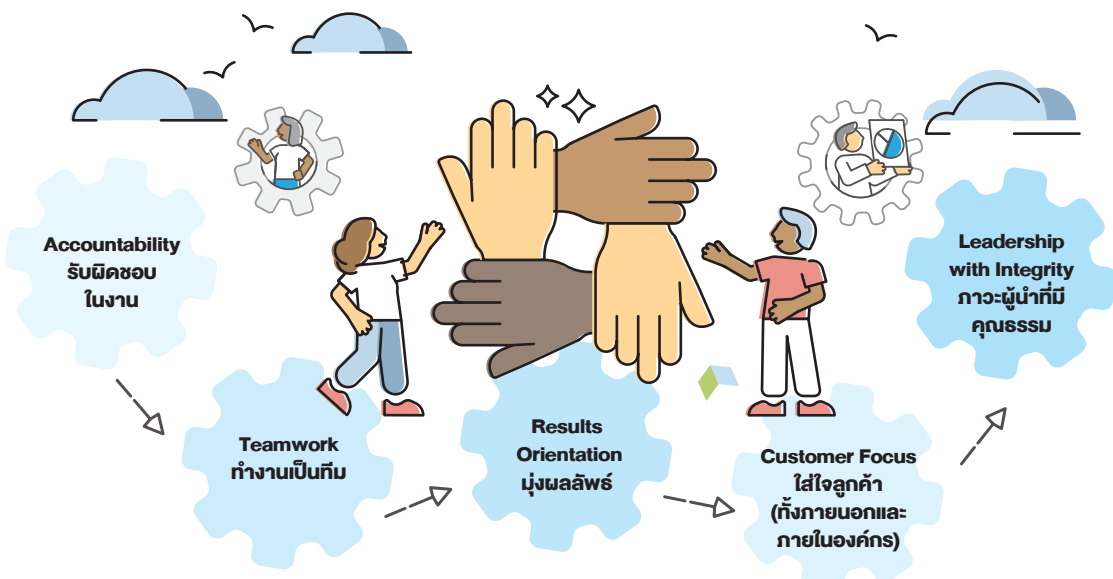 Accountability
รับผิดชอบ
ในงาน
Teamwork
ทำงานเป็นทีม
Results
Orientation
มุ่งผลลัพธ์
Customer Focus
ใส่ใจลูกค้า
(ทั้งภายนอกและ
ภายในองค์กร)
Leadership
with Integrity
ภาวะผู้นำที่มี
คุณธรรม